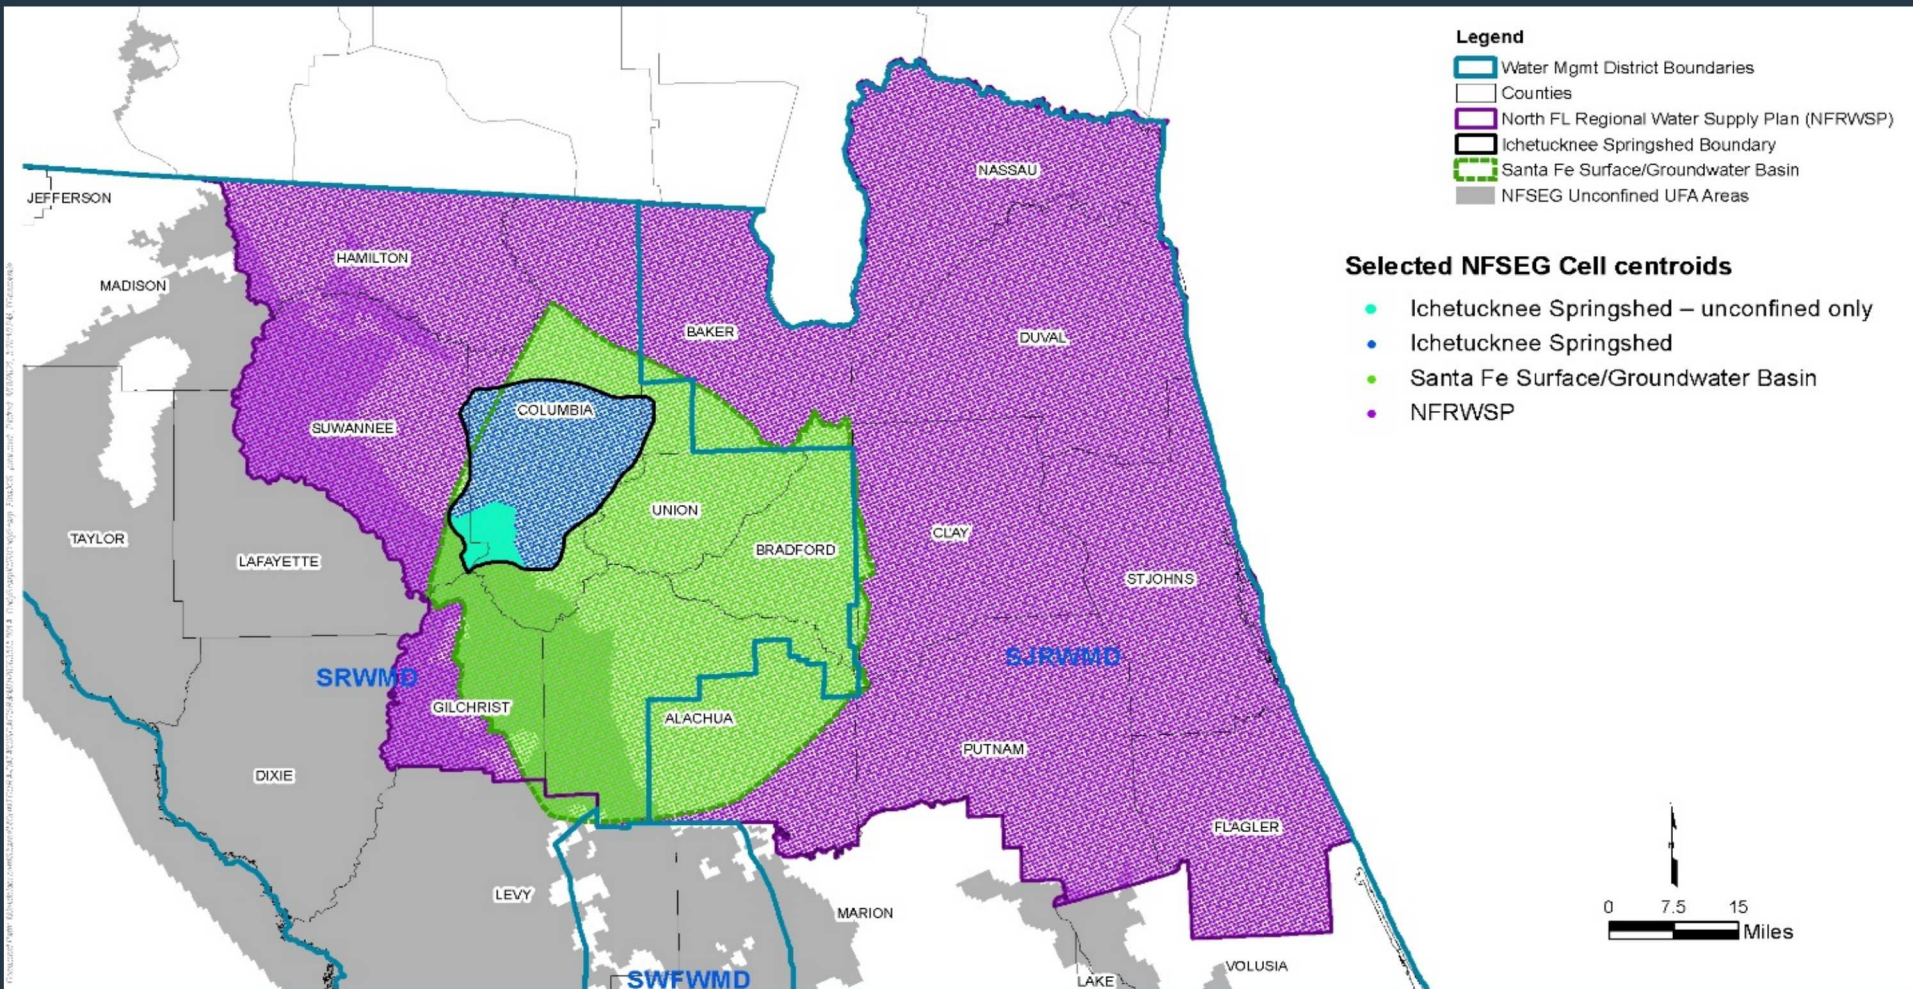 Legend
Water Mgmt District Boundaries
Counties
North FL Regional Water Supply Plan (NFRWSP)
Ichetucknee Springshed Boundary
Santa Fe Surface/Groundwater Basin
NFSEG Unconfined UFA Areas
Selected NFSEG Cell centroids
Ichetucknee Springshed – unconfined only
Ichetucknee Springshed
Santa Fe Surface/Groundwater Basin
NFRWSP
NASSAU
JEFFERSON
HAMILTON
MADISON
BAKER
DUVAL
COLUMBIA
SUWANNEE
UNION
CLAY
TAYLOR
BRADFORD
LAFAYETTE
STJOHNS
SJRWMD
SRWMD
GILCHRIST
ALACHUA
PUTNAM
DIXIE
FLAGLER
LEVY
MARION
VOLUSIA
SWFWMD
LAKE
N
0 7.5 15
Miles